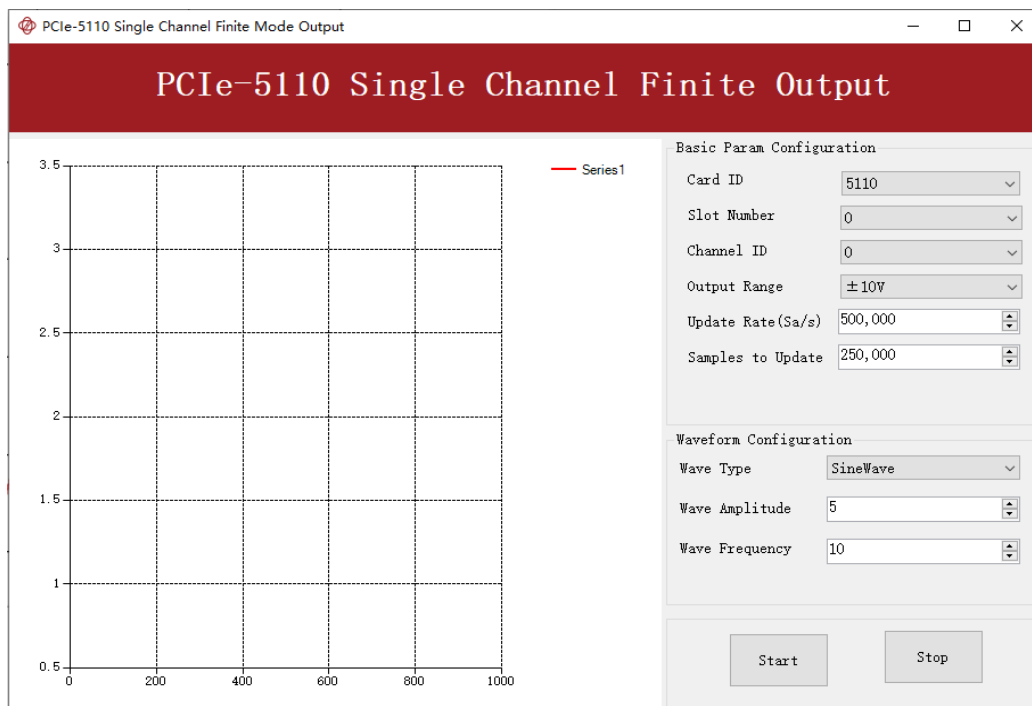 PCIe-5110 Single Channel Finite Mode Output
PCIe-5110 Single Channel Finite Output
3.5
3
2.5
2
1.5
1
0.5
0 200 400 600 800 1000
Series1
Basic Param Configuration
Card ID 5110
Slot Number 0
Channel ID 0
Output Range ±10V
Update Rate(Sa/s) 500,000
Samples to Update 250,000
Waveform Configuration
Wave Type SineWave
Wave Amplitude 5
Wave Frequency 10
Start Stop